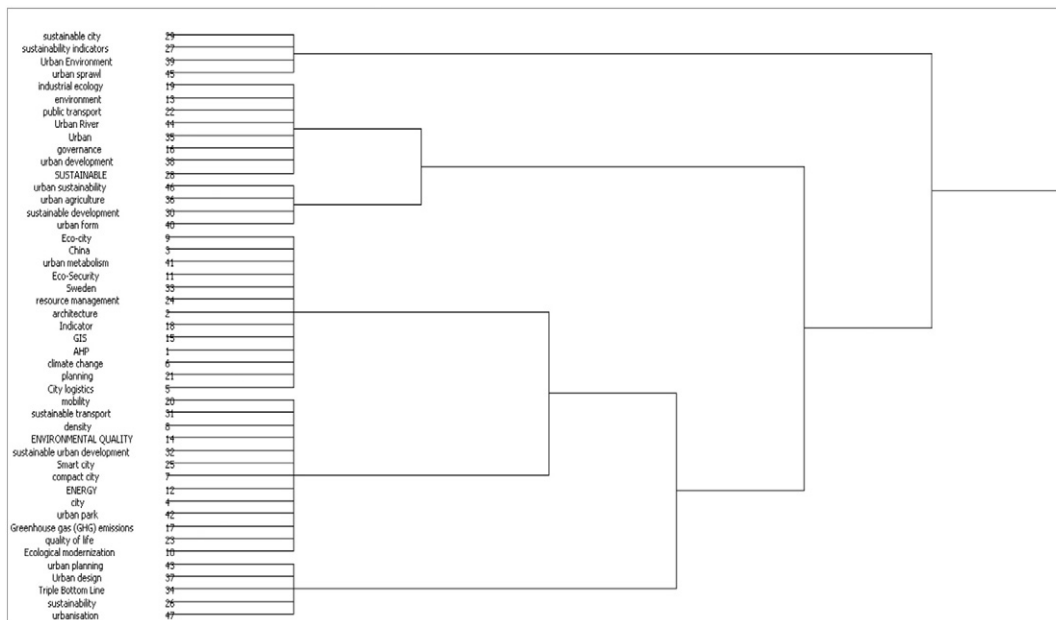 sustainable city 29
sustainability indicators 27
Urban Environment 39
urban sprawl 45
industrial ecology 19
environment 13
public transport 22
Urban River 44
Urban 35
governance 16
urban development 38
SUSTAINABLE 28
urban sustainability 46
urban agriculture 36
sustainable development 30
urban form 40
Eco-city 9
China 3
urban metabolism 41
Eco-Security 11
Sweden 33
resource management 24
architecture 2
Indicator 18
GIS 15
AHP 1
climate change 6
planning 21
City logistics 5
mobility 20
sustainable transport 31
density 8
ENVIRONMENTAL QUALITY 14
sustainable urban development 32
Smart city 25
compact city 7
ENERGY 12
city 4
urban park 42
Greenhouse gas (GHG) emissions 17
quality of life 23
Ecological modernization 10
urban planning 43
Urban design 37
Triple Bottom Line 34
sustainability 26
urbanisation 47